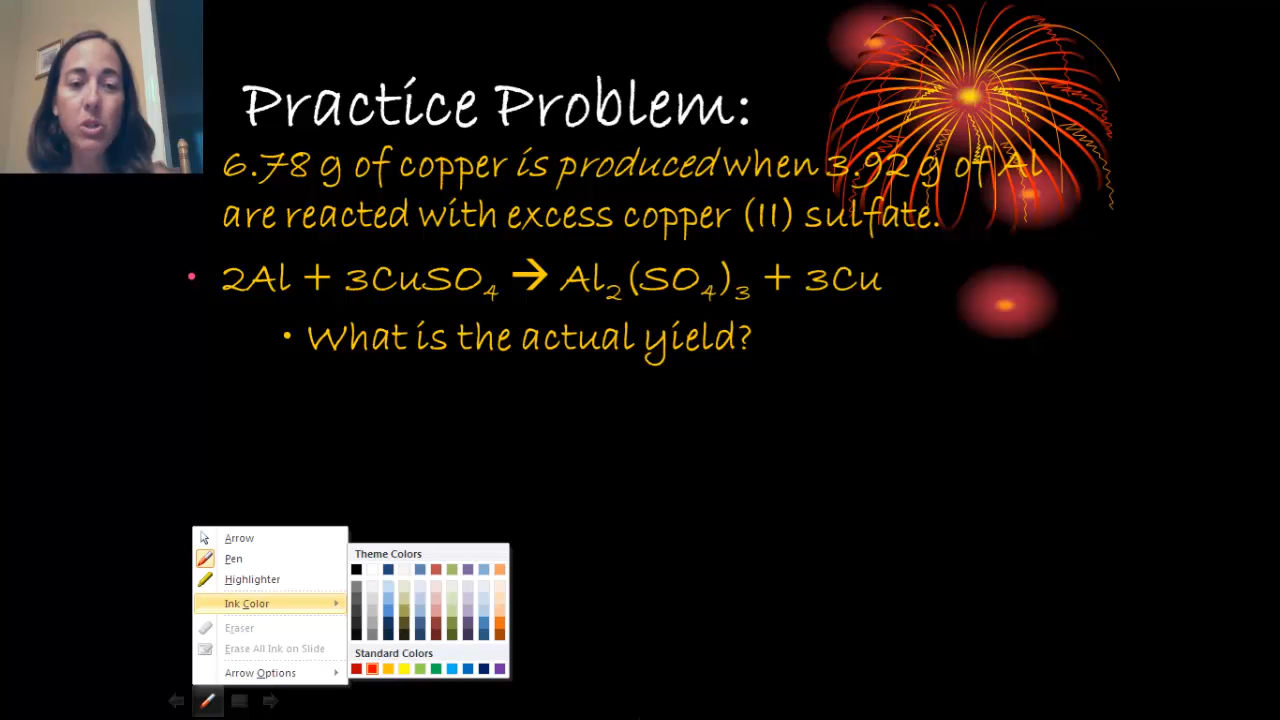 Practice Problem:
6.78 g of copper is produced when 3.92 g of Al
are reacted with excess copper (II) sulfate.
• 2Al + 3CuSO₄ → Al₂(SO₄)₃ + 3Cu
• What is the actual yield?
Arrow
Pen
Highlighter
Ink Color
Eraser
Erase All Ink on Slide
Arrow Options
Theme Colors
Standard Colors